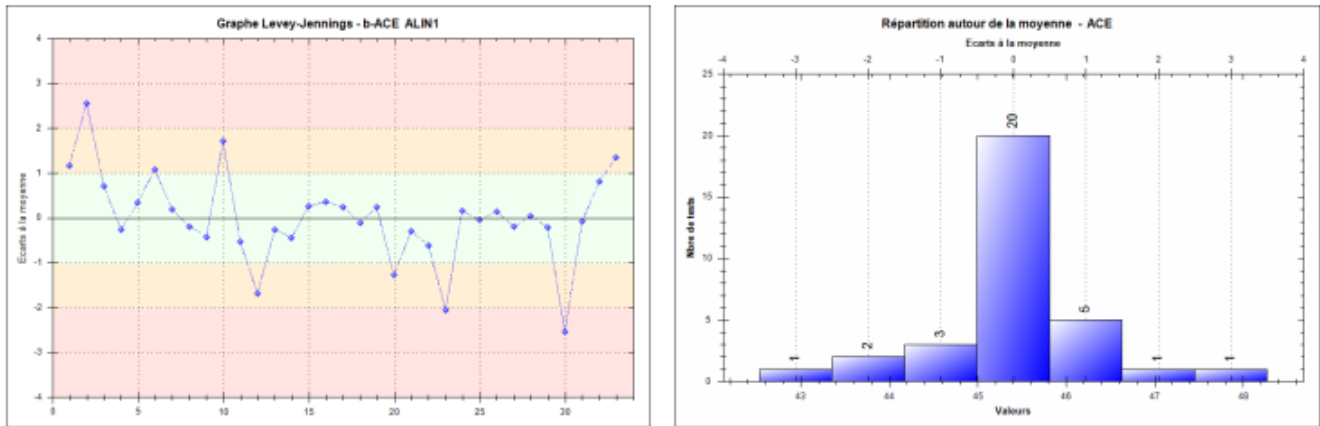 Graphe Levey-Jennings - b-ACE ALIN1
Ecarts à la moyenne
4
3
2
1
0
-1
-2
-3
-4
0 5 10 15 20 25 30
Répartition autour de la moyenne - ACE
Ecarts à la moyenne
-4 -3 -2 -1 0 1 2 3 4
Nbre de tests
25
20
15
10
5
0
1 2 3 20 5 1 1
43 44 45 46 47 48
Valeurs